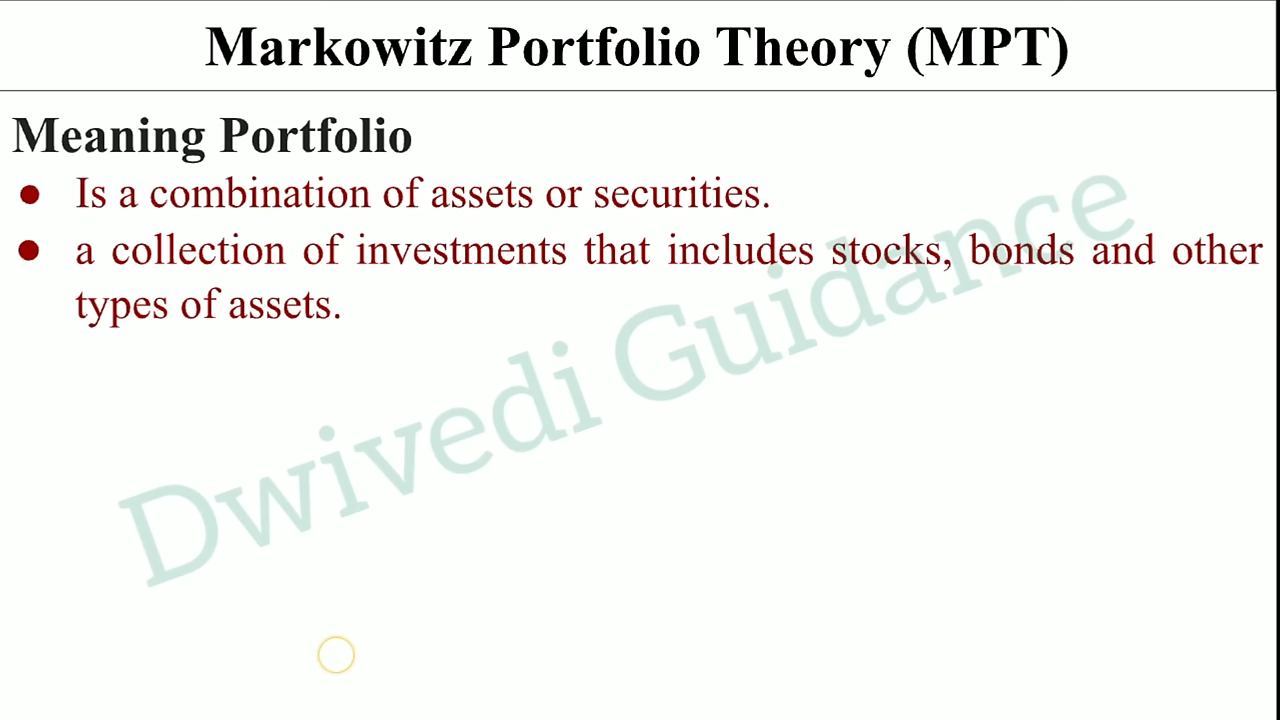 Markowitz Portfolio Theory (MPT)
Meaning Portfolio
● Is a combination of assets or securities.
● a collection of investments that includes stocks, bonds and other
types of assets.
Dwivedi Guidance